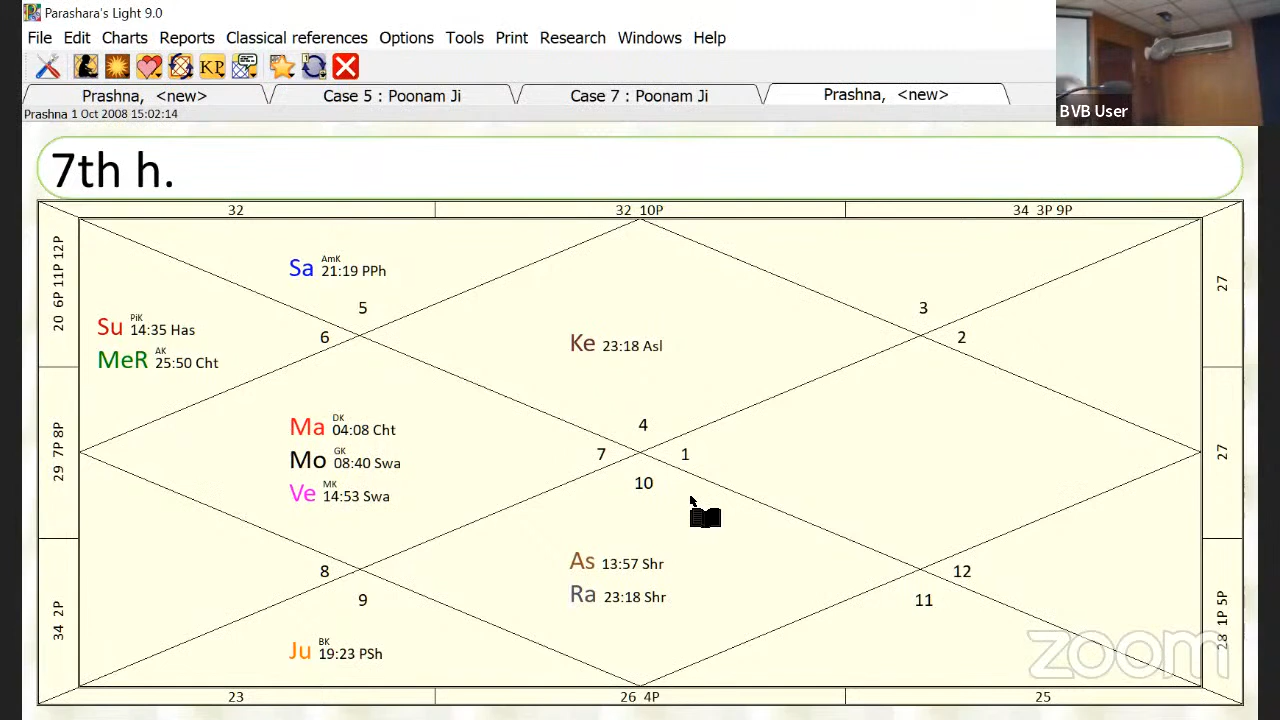 Parashara's Light 9.0
File Edit Charts Reports Classical references Options Tools Print Research Windows Help
KP
Prashna, <new> Case 5 : Poonam Ji Case 7 : Poonam Ji Prashna, <new>
BVB User
Prashna 1 Oct 2008 15:02:14
7th h.
32 32 10P 34 3P 9P
20 6P 11P 12P
29 7P 8P
34 2P
27
27
28 1P 5P
23 26 4P 25
Sa AmK 21:19 PPh
5
3
Su PiK 14:35 Has
6
2
MeR AK 25:50 Cht
Ke 23:18 Asl
Ma DK 04:08 Cht
4
Mo GK 08:40 Swa
7
1
Ve MK 14:53 Swa
10
As 13:57 Shr
Ra 23:18 Shr
8
12
9
11
Ju BK 19:23 PSh
zoom